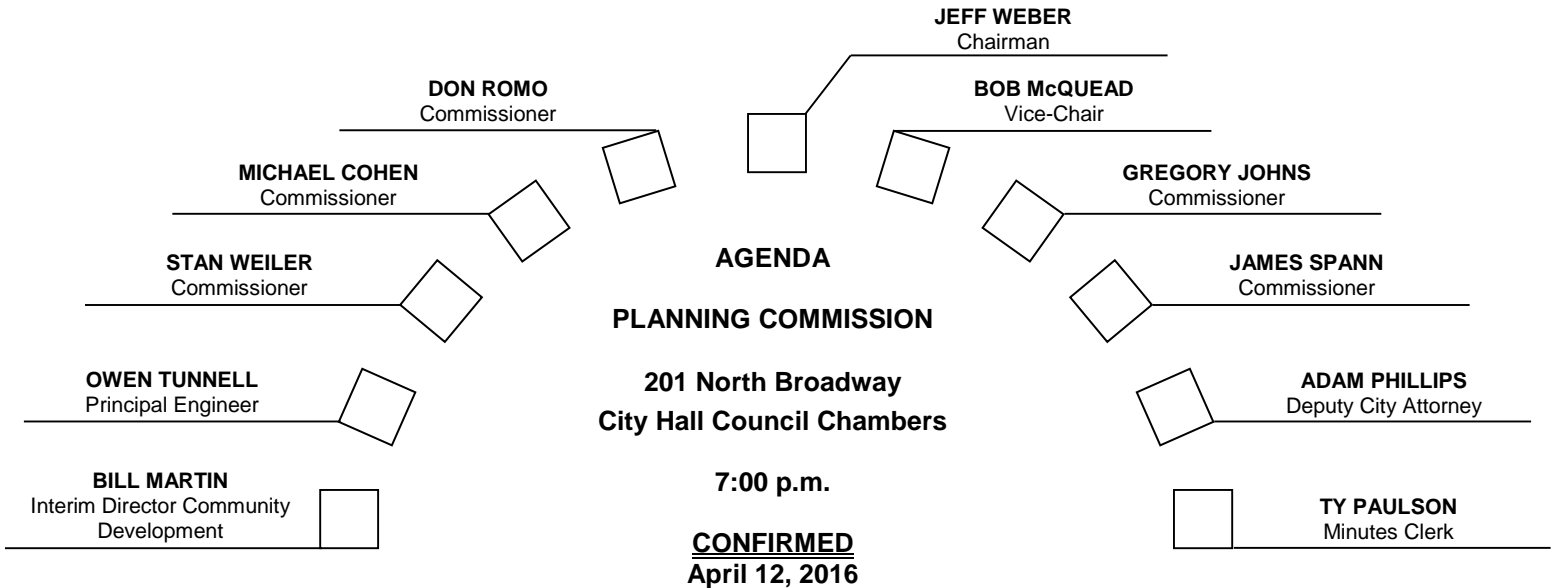 JEFF WEBER
Chairman
DON ROMO
Commissioner
BOB McQUEAD
Vice-Chair
MICHAEL COHEN
Commissioner
GREGORY JOHNS
Commissioner
STAN WEILER
Commissioner
JAMES SPANN
Commissioner
AGENDA
PLANNING COMMISSION
201 North Broadway
City Hall Council Chambers
7:00 p.m.
CONFIRMED
April 12, 2016
OWEN TUNNELL
Principal Engineer
ADAM PHILLIPS
Deputy City Attorney
BILL MARTIN
Interim Director Community
Development
TY PAULSON
Minutes Clerk